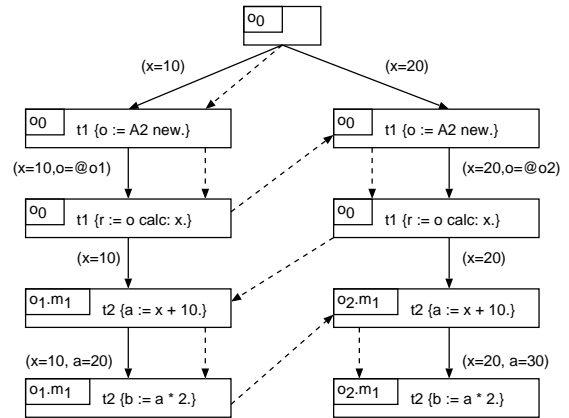 o0
(x=10)
(x=20)
o0
t1 {o := A2 new.}
o0
t1 {o := A2 new.}
(x=10,o=@o1)
(x=20,o=@o2)
o0
t1 {r := o calc: x.}
o0
t1 {r := o calc: x.}
(x=10)
(x=20)
o1.m1
t2 {a := x + 10.}
o2.m1
t2 {a := x + 10.}
(x=10, a=20)
(x=20, a=30)
o1.m1
t2 {b := a * 2.}
o2.m1
t2 {b := a * 2.}